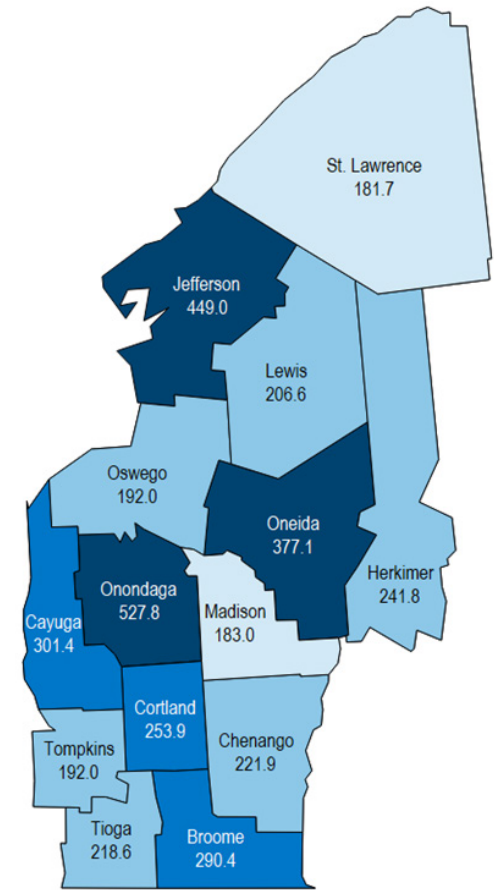 St. Lawrence
181.7
Jefferson
449.0
Lewis
206.6
Oswego
192.0
Oneida
377.1
Herkimer
241.8
Onondaga
527.8
Madison
183.0
Cayuga
301.4
Cortland
253.9
Chenango
221.9
Tompkins
192.0
Tioga
218.6
Broome
290.4